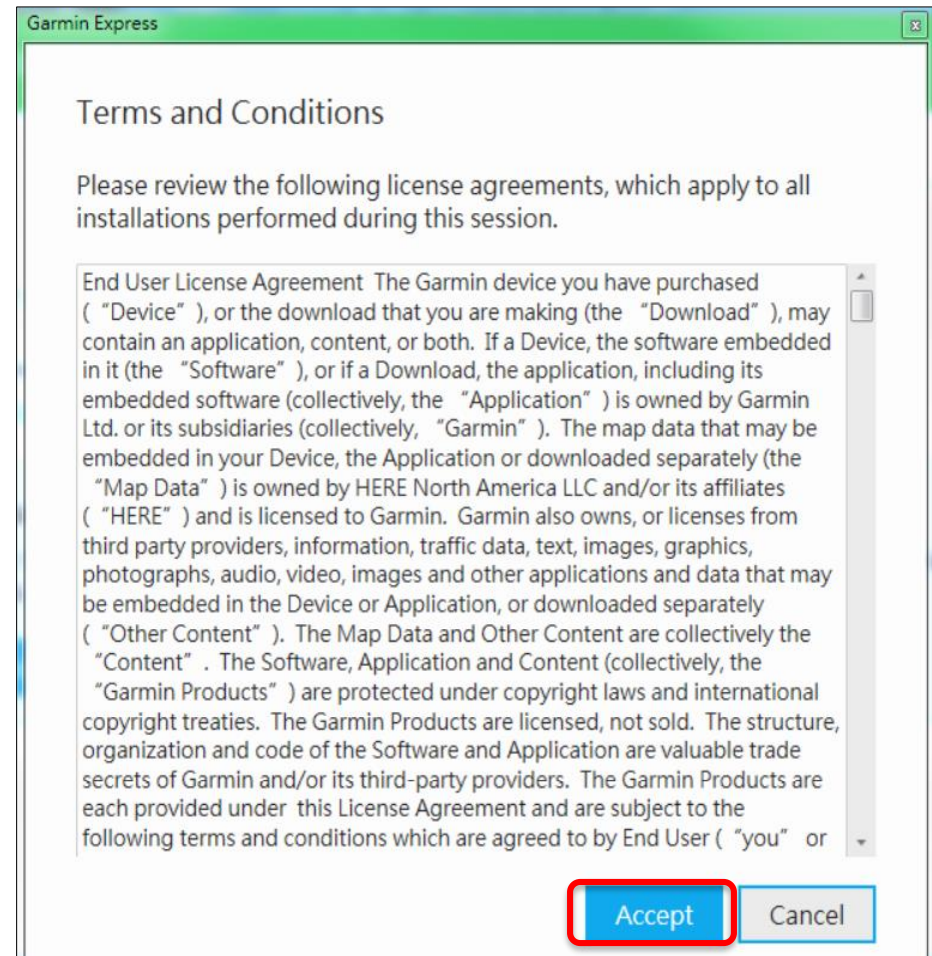 Garmin Express
Terms and Conditions
Please review the following license agreements, which apply to all
installations performed during this session.
End User License Agreement  The Garmin device you have purchased
( “Device” ), or the download that you are making (the  “Download” ), may
contain an application, content, or both. If a Device, the software embedded
in it (the  “Software” ), or if a Download, the application, including its
embedded software (collectively, the  “Application” ) is owned by Garmin
Ltd. or its subsidiaries (collectively,  “Garmin” ).  The map data that may be
embedded in your Device, the Application or downloaded separately (the
“Map Data” ) is owned by HERE North America LLC and/or its affiliates
( “HERE” ) and is licensed to Garmin.  Garmin also owns, or licenses from
third party providers, information, traffic data, text, images, graphics,
photographs, audio, video, images and other applications and data that may
be embedded in the Device or Application, or downloaded separately
( “Other Content” ).  The Map Data and Other Content are collectively the
“Content” .  The Software, Application and Content (collectively, the
“Garmin Products” ) are protected under copyright laws and international
copyright treaties.  The Garmin Products are licensed, not sold.  The structure,
organization and code of the Software and Application are valuable trade
secrets of Garmin and/or its third-party providers.  The Garmin Products are
each provided under  this License Agreement and are subject to the
following terms and conditions which are agreed to by End User ( “you”  or
Accept Cancel